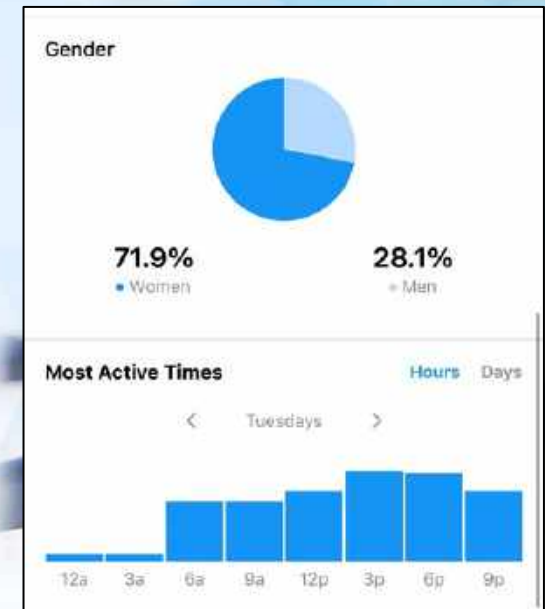 Gender
71.9% 28.1%
Women Men
Most Active Times Hours Days
< Tuesdays >
12a 3a 6a 9a 12p 3p 6p 9p